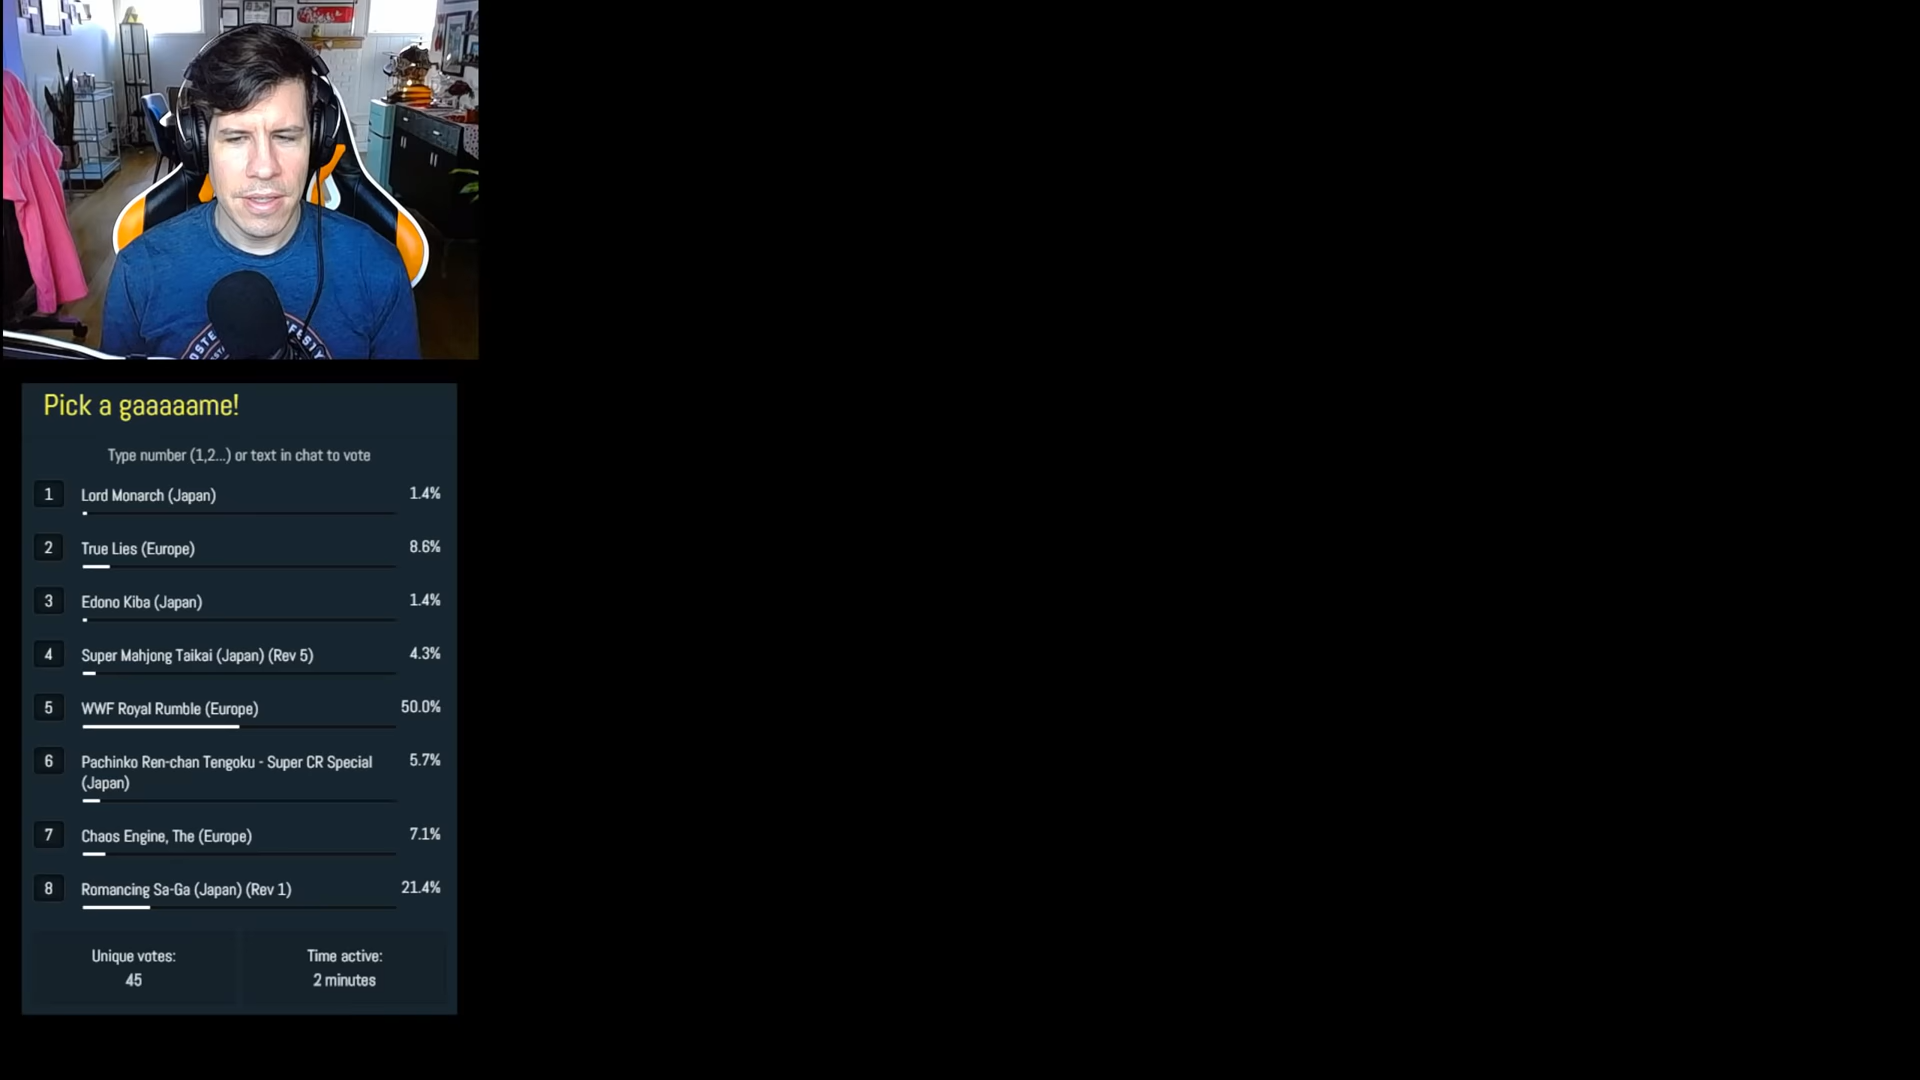 Pick a gaaaaame!
Type number (1,2...) or text in chat to vote
1 Lord Monarch (Japan) 1.4%
2 True Lies (Europe) 8.6%
3 Edono Kiba (Japan) 1.4%
4 Super Mahjong Taikai (Japan) (Rev 5) 4.3%
5 WWF Royal Rumble (Europe) 50.0%
6 Pachinko Ren-chan Tengoku - Super CR Special 5.7%
(Japan)
7 Chaos Engine, The (Europe) 7.1%
8 Romancing Sa-Ga (Japan) (Rev 1) 21.4%
Unique votes: Time active:
45 2 minutes